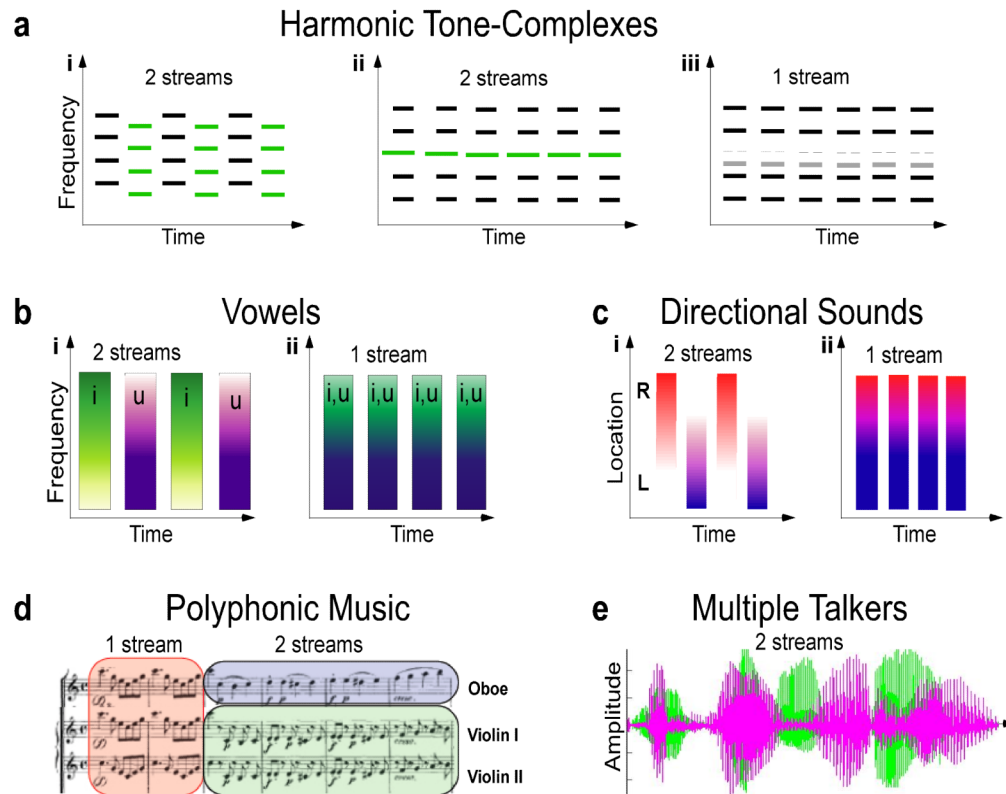 a Harmonic Tone-Complexes
i ii iii
2 streams 2 streams 1 stream
Frequency
Time Time Time
b Vowels
i ii
2 streams 1 stream
i u i u
i,u i,u i,u i,u
Frequency
Time Time
c Directional Sounds
i ii
2 streams 1 stream
R
Location
L
Time Time
d Polyphonic Music
1 stream 2 streams
Oboe
Violin I
Violin II
e Multiple Talkers
2 streams
Amplitude